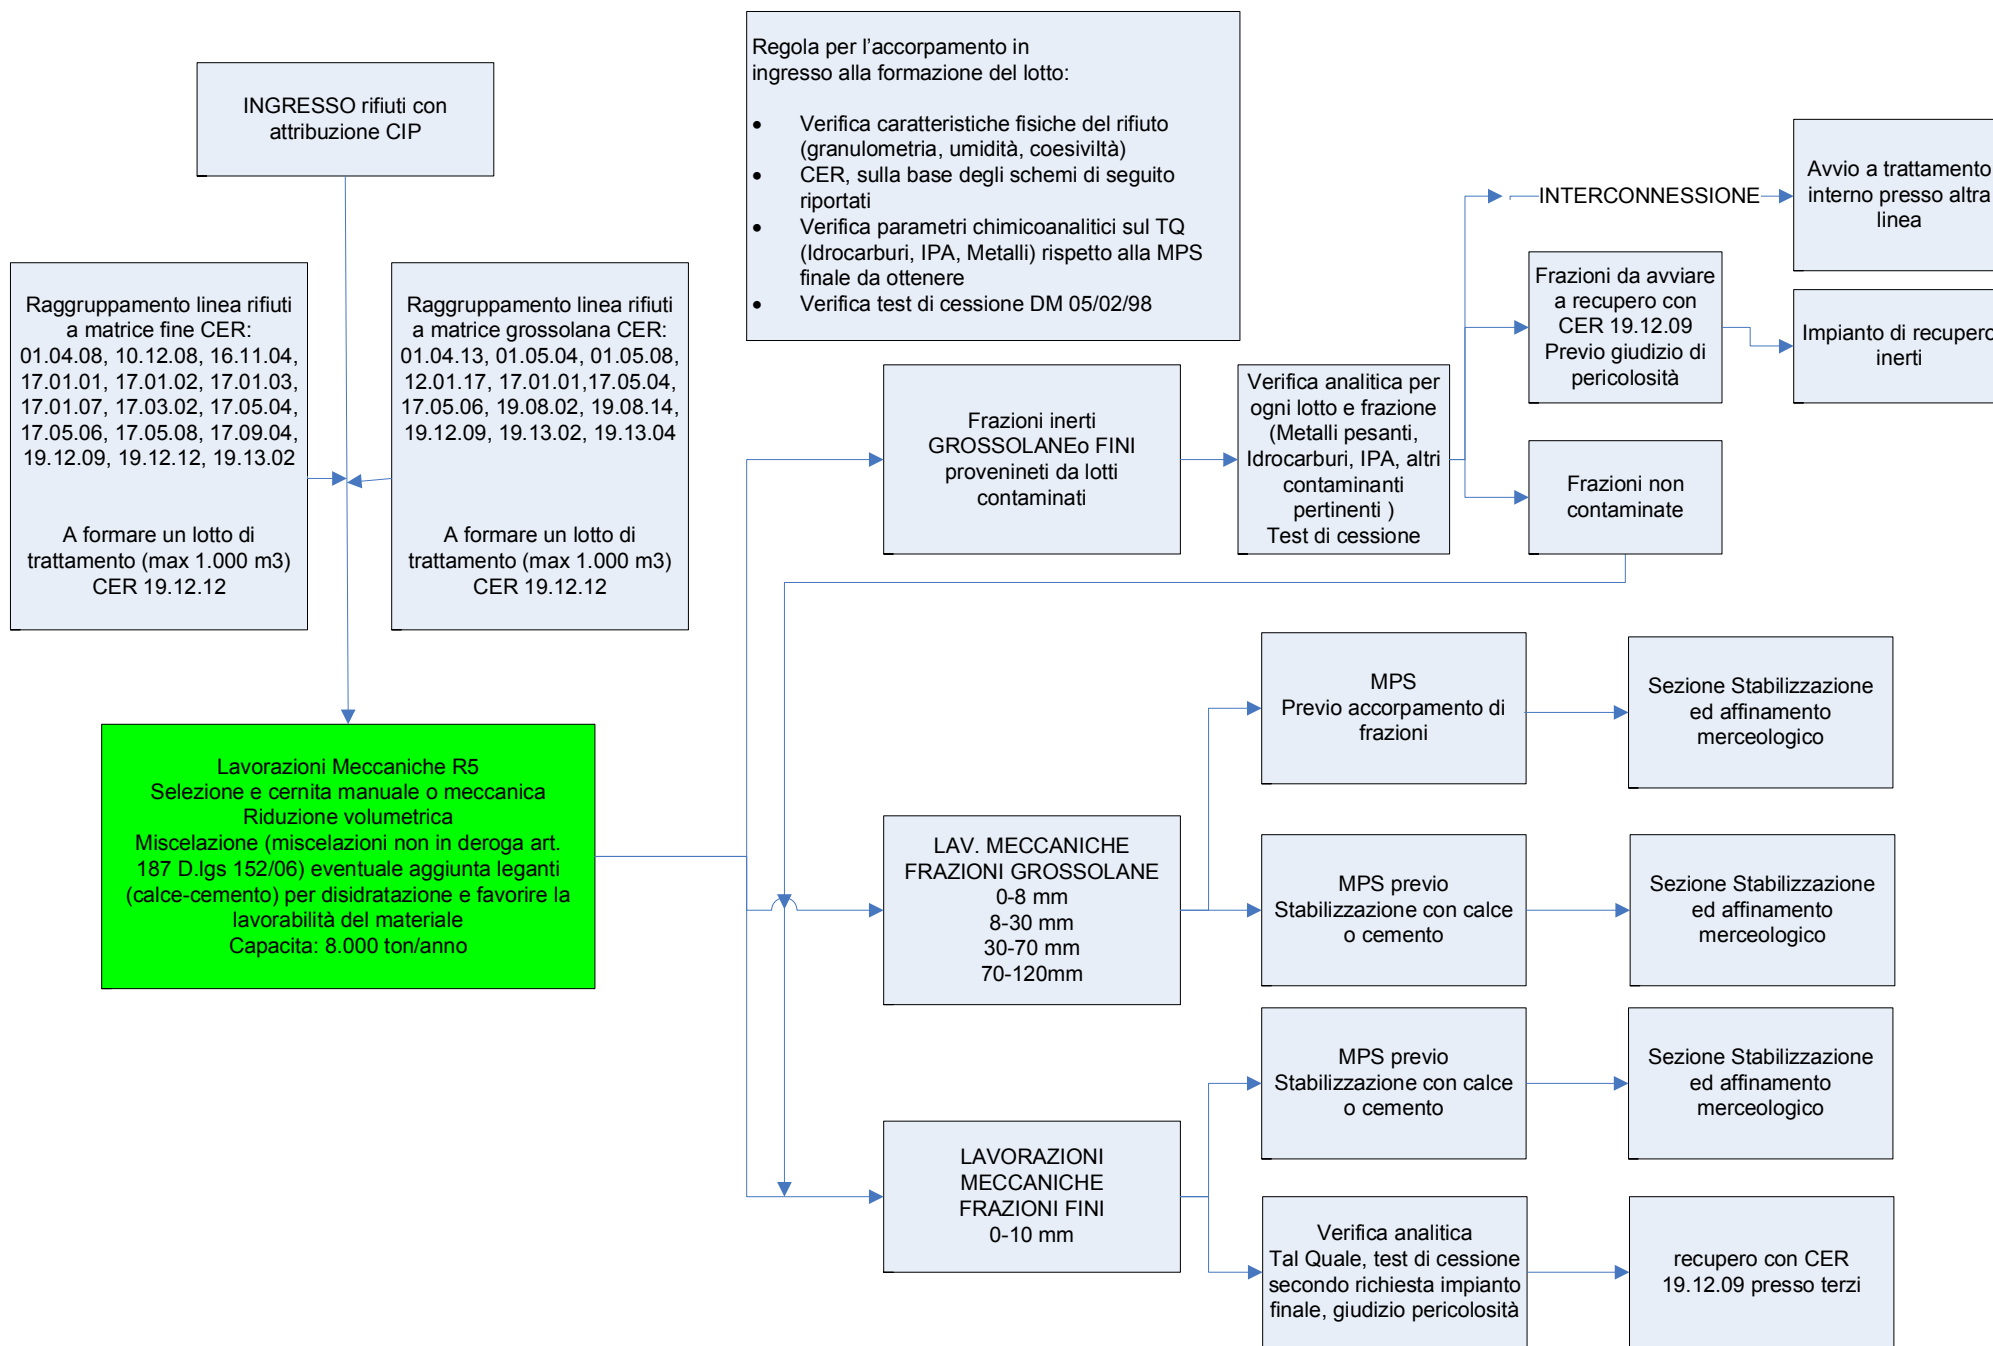 INGRESSO rifiuti con
attribuzione CIP
Regola per l'accorpamento in
ingresso alla formazione del lotto:
• Verifica caratteristiche fisiche del rifiuto
(granulometria, umidità, coesiviltà)
• CER, sulla base degli schemi di seguito
riportati
• Verifica parametri chimicoanalitici sul TQ
(Idrocarburi, IPA, Metalli) rispetto alla MPS
finale da ottenere
• Verifica test di cessione DM 05/02/98
Raggruppamento linea rifiuti
a matrice fine CER:
01.04.08, 10.12.08, 16.11.04,
17.01.01, 17.01.02, 17.01.03,
17.01.07, 17.03.02, 17.05.04,
17.05.06, 17.05.08, 17.09.04,
19.12.09, 19.12.12, 19.13.02
A formare un lotto di
trattamento (max 1.000 m3)
CER 19.12.12
Raggruppamento linea rifiuti
a matrice grossolana CER:
01.04.13, 01.05.04, 01.05.08,
12.01.17, 17.01.01,17.05.04,
17.05.06, 19.08.02, 19.08.14,
19.12.09, 19.13.02, 19.13.04
A formare un lotto di
trattamento (max 1.000 m3)
CER 19.12.12
Lavorazioni Meccaniche R5
Selezione e cernita manuale o meccanica
Riduzione volumetrica
Miscelazione (miscelazioni non in deroga art.
187 D.lgs 152/06) eventuale aggiunta leganti
(calce-cemento) per disidratazione e favorire la
lavorabilità del materiale
Capacita: 8.000 ton/anno
Frazioni inerti
GROSSOLANEo FINI
provenineti da lotti
contaminati
Verifica analitica per
ogni lotto e frazione
(Metalli pesanti,
Idrocarburi, IPA, altri
contaminanti
pertinenti )
Test di cessione
INTERCONNESSIONE
Avvio a trattamento
interno presso altra
linea
Frazioni da avviare
a recupero con
CER 19.12.09
Previo giudizio di
pericolosità
Impianto di recupero
inerti
Frazioni non
contaminate
LAV. MECCANICHE
FRAZIONI GROSSOLANE
0-8 mm
8-30 mm
30-70 mm
70-120mm
MPS
Previo accorpamento di
frazioni
Sezione Stabilizzazione
ed affinamento
merceologico
MPS previo
Stabilizzazione con calce
o cemento
Sezione Stabilizzazione
ed affinamento
merceologico
LAVORAZIONI
MECCANICHE
FRAZIONI FINI
0-10 mm
MPS previo
Stabilizzazione con calce
o cemento
Sezione Stabilizzazione
ed affinamento
merceologico
Verifica analitica
Tal Quale, test di cessione
secondo richiesta impianto
finale, giudizio pericolosità
recupero con CER
19.12.09 presso terzi